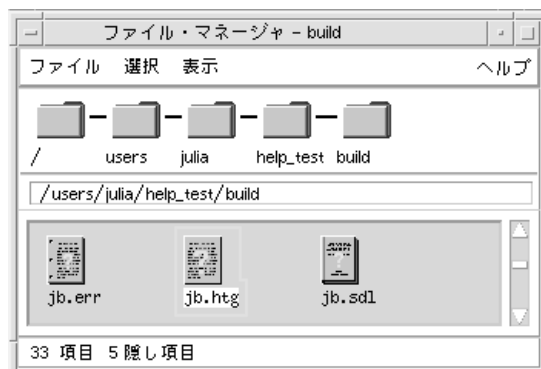 ファイル・マネージャ – build
ファイル 選択 表示 ヘルプ
/ users julia help_test build
/users/julia/help_test/build
jb.err jb.htg jb.sdl
33 項目 5 隠し項目